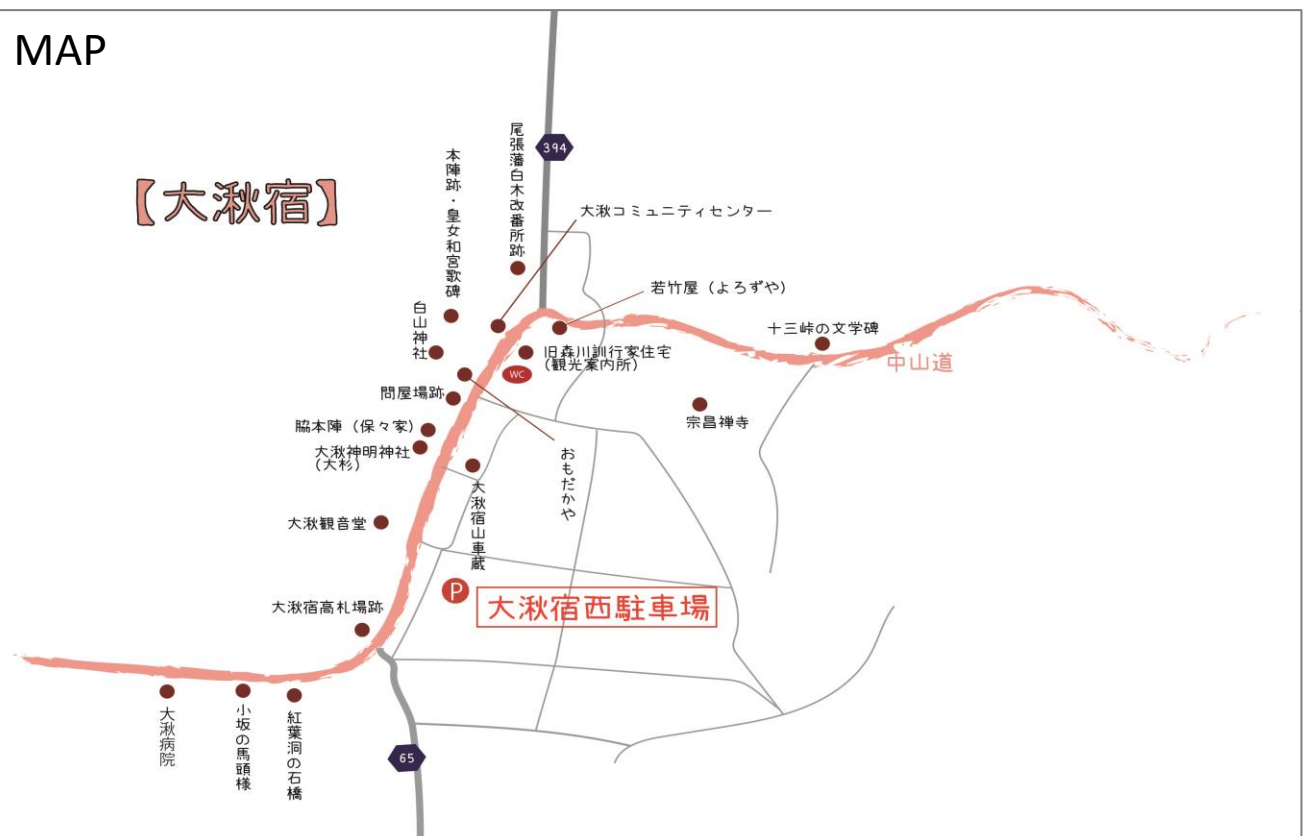 MAP
【大湫宿】
394
尾張藩白木改番所跡
本陣跡・皇女和宮歌碑
大湫コミュニティセンター
若竹屋（よろずや）
白山神社
十三峠の文学碑
旧森川訓行家住宅
（観光案内所）
中山道
WC
問屋場跡
宗昌禅寺
脇本陣（保々家）
大湫神明神社
（大杉）
おもだかや
大湫宿山車蔵
大湫観音堂
P
大湫宿西駐車場
大湫宿高札場跡
大湫病院
小坂の馬頭様
紅葉洞の石橋
65